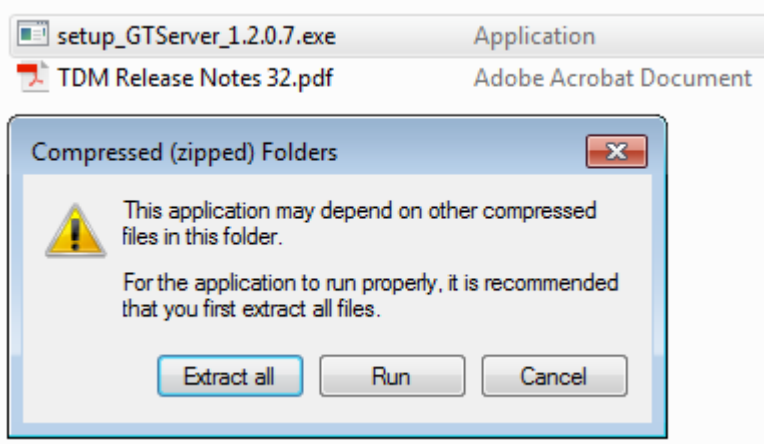 setup_GTServer_1.2.0.7.exe Application
TDM Release Notes 32.pdf Adobe Acrobat Document
Compressed (zipped) Folders
This application may depend on other compressed
files in this folder.
For the application to run properly, it is recommended
that you first extract all files.
Extract all Run Cancel